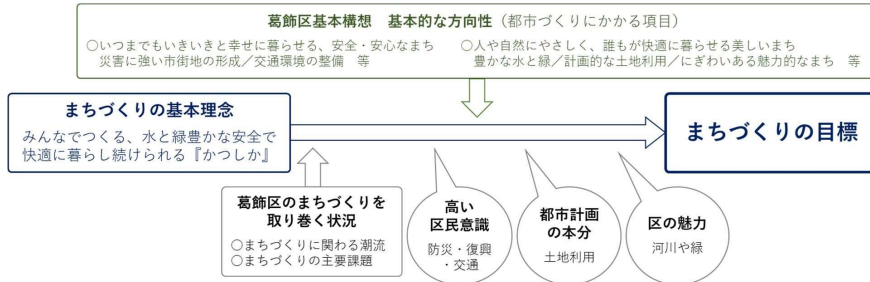 葛飾区基本構想　基本的な方向性（都市づくりにかかる項目）
○いつまでもいきいきと幸せに暮らせる、安全・安心なまち
災害に強い市街地の形成／交通環境の整備　等
○人や自然にやさしく、誰もが快適に暮らせる美しいまち
豊かな水と緑／計画的な土地利用／にぎわいある魅力的なまち　等
まちづくりの基本理念
みんなでつくる、水と緑豊かな安全で
快適に暮らし続けられる『かつしか』
まちづくりの目標
葛飾区のまちづくりを
取り巻く状況
○まちづくりに関わる潮流
○まちづくりの主要課題
高い
区民意識
防災・復興
・交通
都市計画
の本分
土地利用
区の魅力
河川や緑